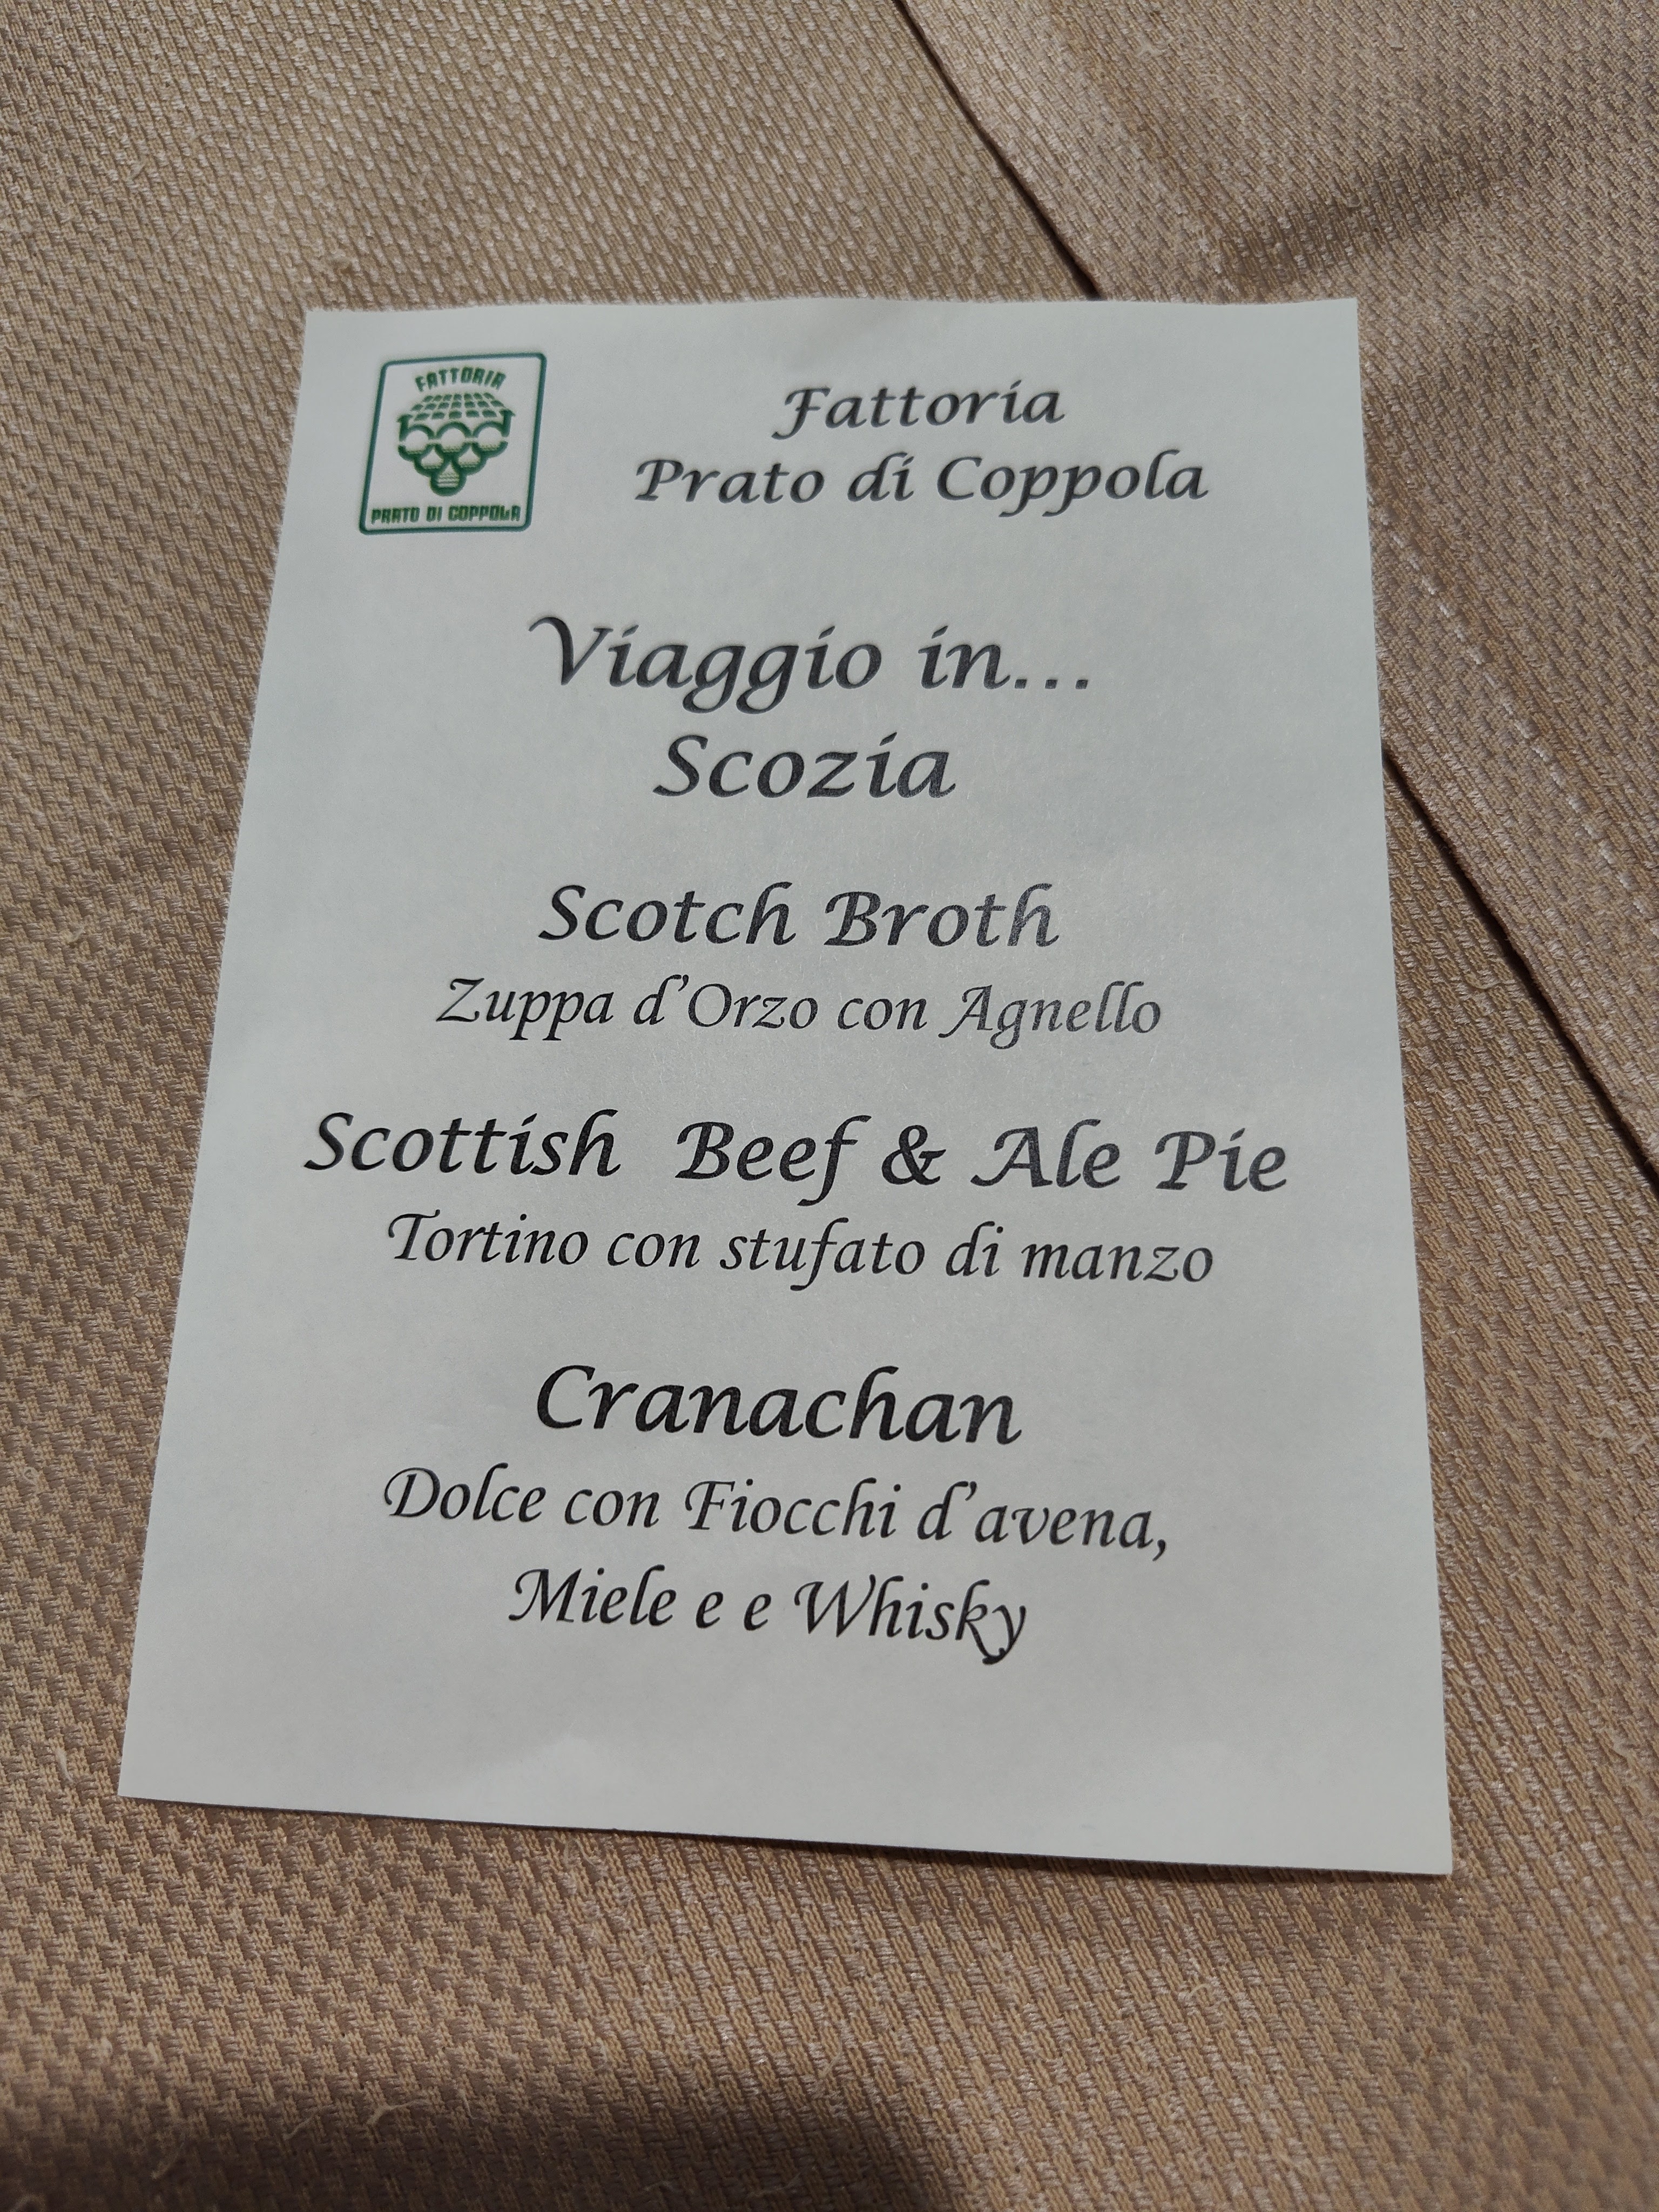 FATTORIA
PRATO DI COPPOLA
Fattoria
Prato di Coppola
Viaggio in...
Scozia
Scotch Broth
Zuppa d'Orzo con Agnello
Scottish Beef & Ale Pie
Tortino con stufato di manzo
Cranachan
Dolce con Fiocchi d'avena,
Miele e e Whisky